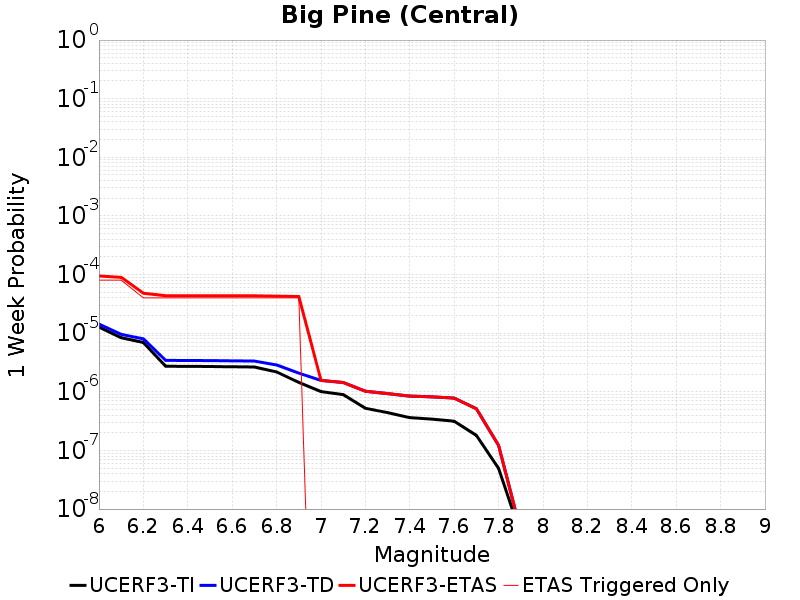 Big Pine (Central)
1 Week Probability
10^0
10^-1
10^-2
10^-3
10^-4
10^-5
10^-6
10^-7
10^-8
6 6.2 6.4 6.6 6.8 7 7.2 7.4 7.6 7.8 8 8.2 8.4 8.6 8.8 9
Magnitude
UCERF3-TI UCERF3-TD UCERF3-ETAS ETAS Triggered Only